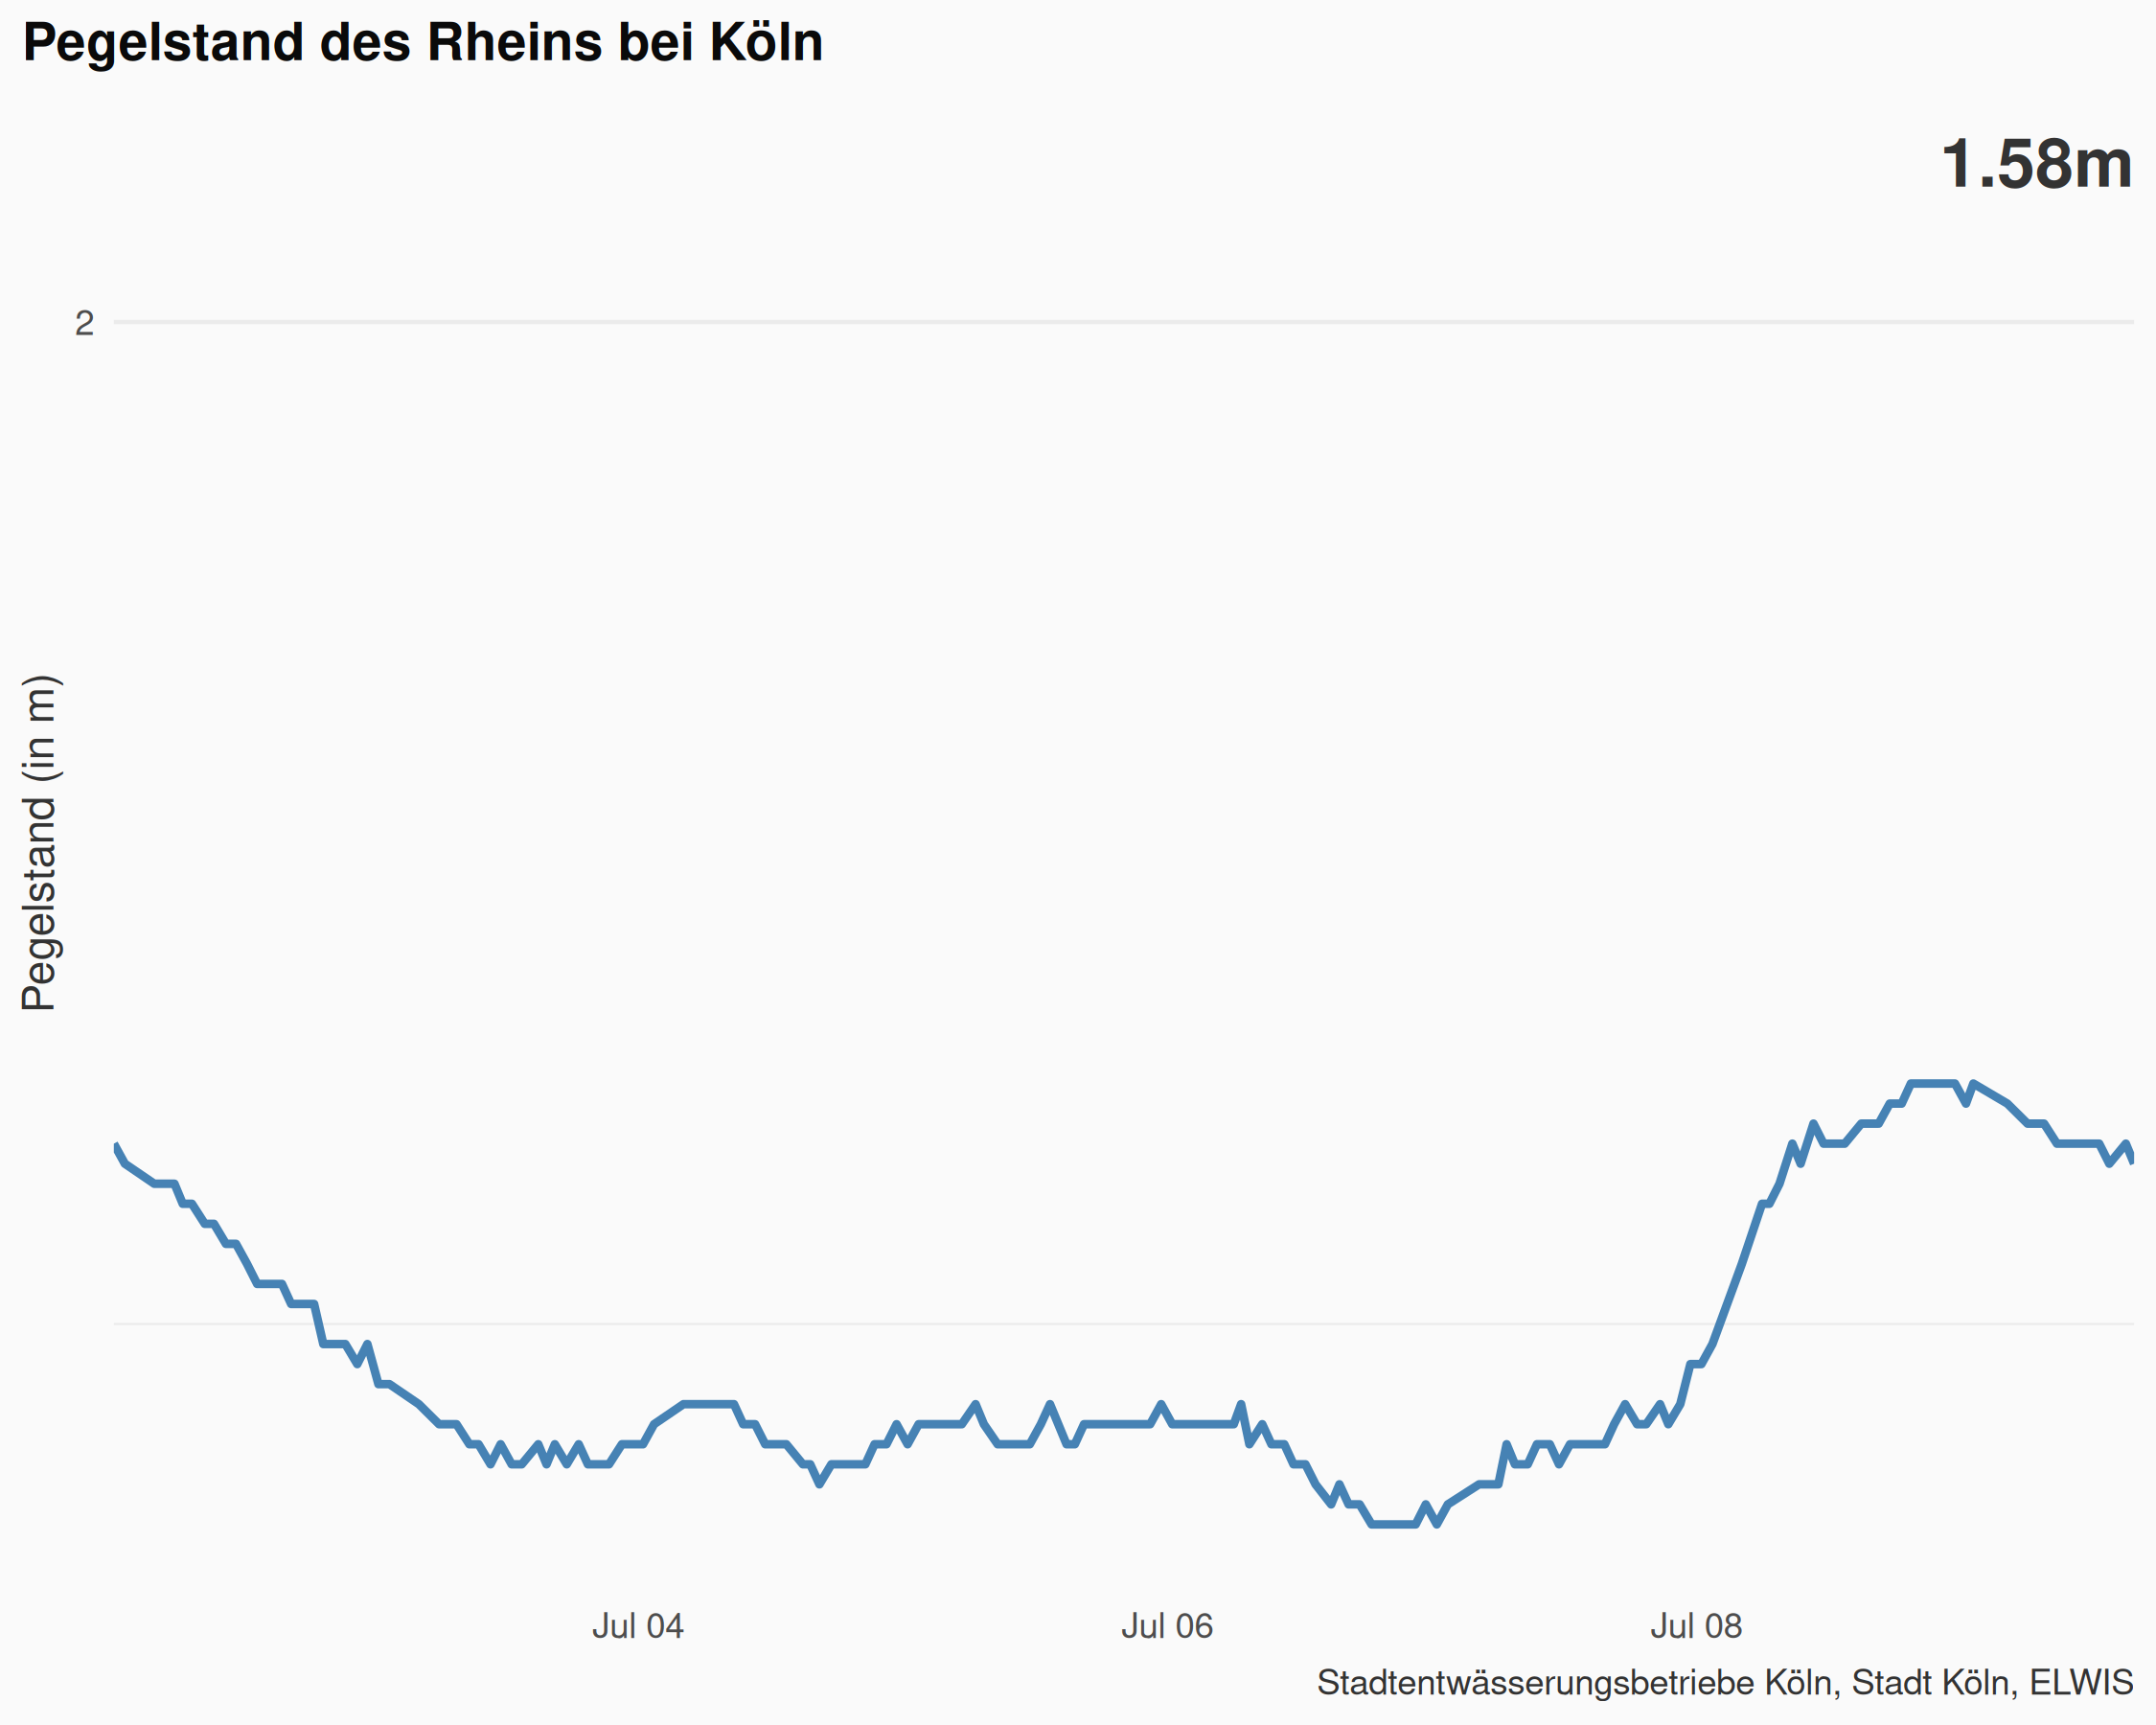 Pegelstand des Rheins bei Köln
1.58m
2
Pegelstand (in m)
Jul 04
Jul 06
Jul 08
Stadtentwässerungsbetriebe Köln, Stadt Köln, ELWIS